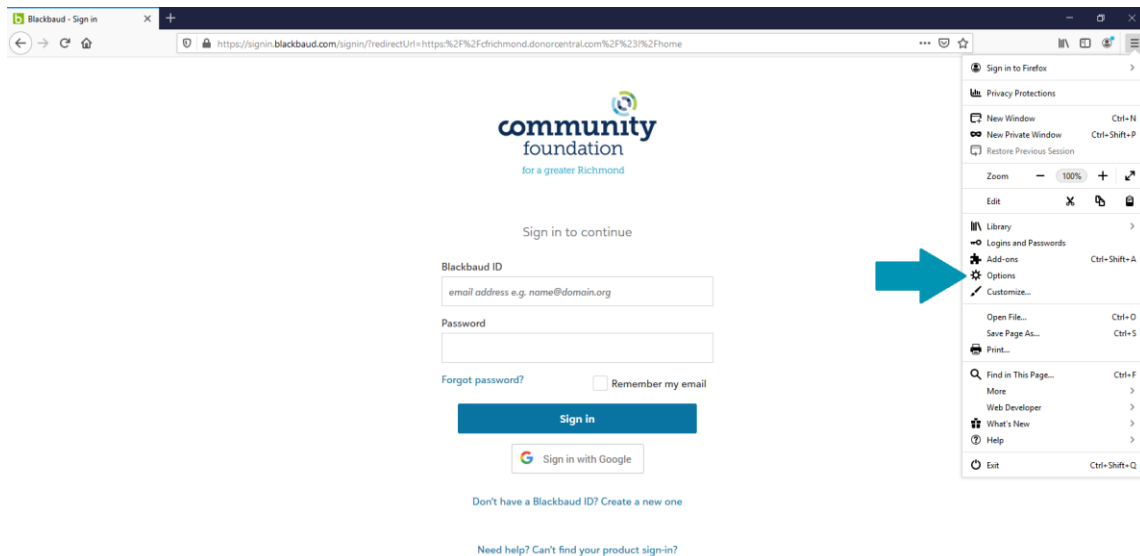 Blackbaud - Sign in
https://signin.blackbaud.com/signin/?redirectUrl=https:%2F%2Fcfrichmond.donorcentral.com%2F%23!%2Fhome
community
foundation
for a greater Richmond
Sign in to continue
Blackbaud ID
email address e.g. name@domain.org
Password
Forgot password?
Remember my email
Sign in
Sign in with Google
Don't have a Blackbaud ID? Create a new one
Need help? Can't find your product sign-in?
Sign in to Firefox
Privacy Protections
New Window Ctrl+N
New Private Window Ctrl+Shift+P
Restore Previous Session
Zoom 100%
Edit
Library
Logins and Passwords
Add-ons Ctrl+Shift+A
Options
Customize...
Open File... Ctrl+O
Save Page As... Ctrl+S
Print...
Find in This Page... Ctrl+F
More
Web Developer
What's New
Help
Exit Ctrl+Shift+Q